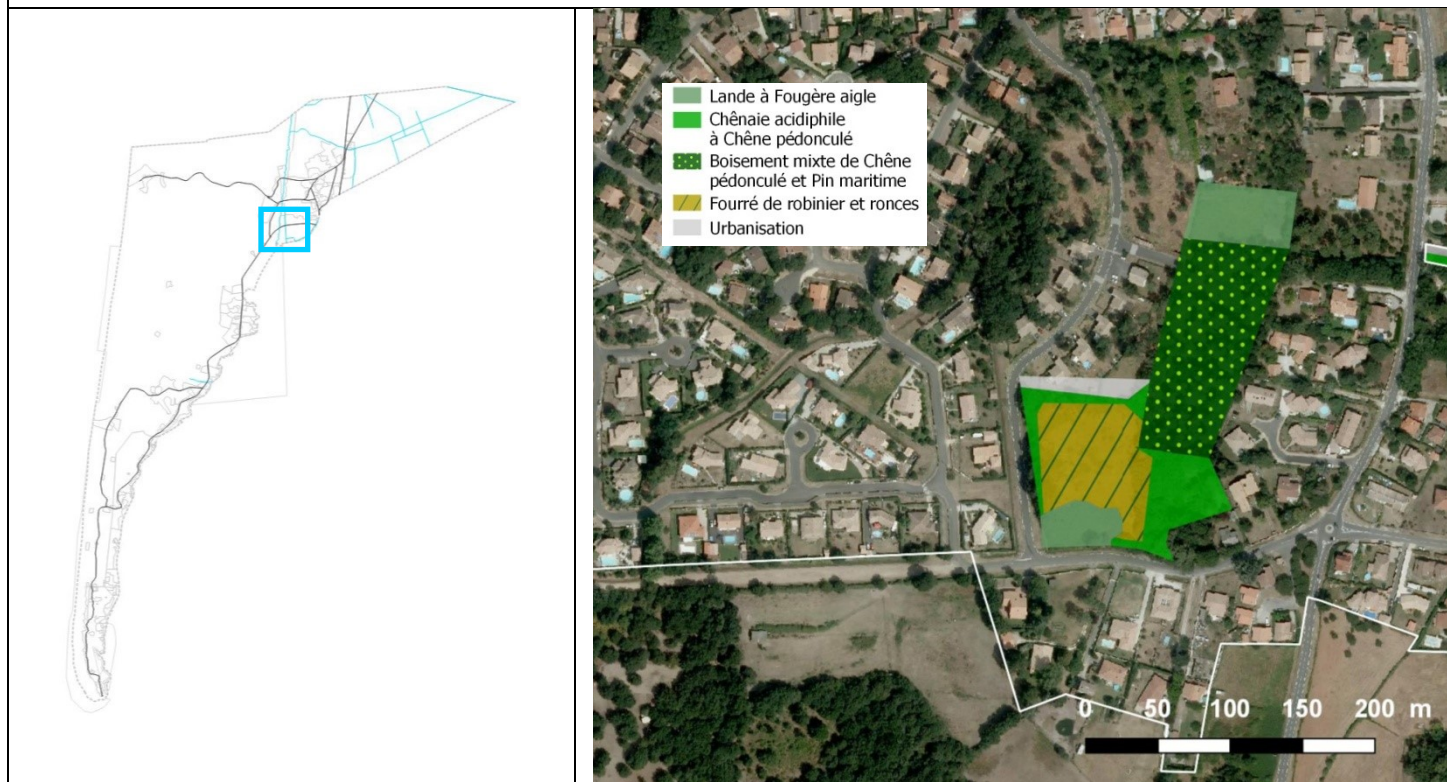 Lande à Fougère aigle
Chênaie acidiphile
à Chêne pédonculé
Boisement mixte de Chêne
pédonculé et Pin maritime
Fourré de robinier et ronces
Urbanisation
0 50 100 150 200 m